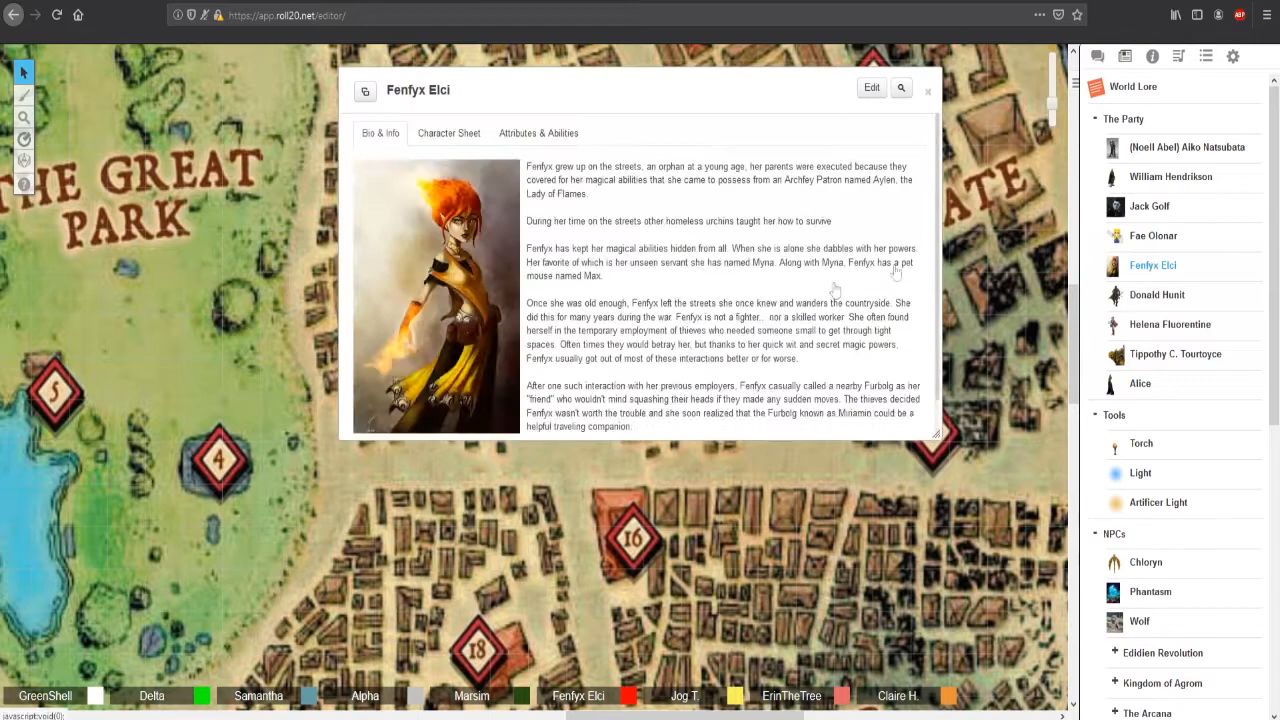 https://app.roll20.net/editor/
ABP
THE GREAT
PARK
ATE
5
4
16
18
Fenfyx Elci
Edit
Bio & Info
Character Sheet
Attributes & Abilities
Fenfyx grew up on the streets, an orphan at a young age, her parents were executed because they
covered for her magical abilities that she came to possess from an Archfey Patron named Aylen, the
Lady of Flames.
During her time on the streets other homeless urchins taught her how to survive
Fenfyx has kept her magical abilities hidden from all. When she is alone she dabbles with her powers.
Her favorite of which is her unseen servant she has named Myna. Along with Myna, Fenfyx has a pet
mouse named Max.
Once she was old enough, Fenfyx left the streets she once knew and wanders the countryside. She
did this for many years during the war. Fenfyx is not a fighter... nor a skilled worker. She often found
herself in the temporary employment of thieves who needed someone small to get through tight
spaces. Often times they would betray her, but thanks to her quick wit and secret magic powers,
Fenfyx usually got out of most of these interactions better or for worse.
After one such interaction with her previous employers, Fenfyx casually called a nearby Furbolg as her
"friend" who wouldn't mind squashing their heads if they made any sudden moves. The thieves decided
Fenfyx wasn't worth the trouble and she soon realized that the Furbolg known as Miriamin could be a
helpful traveling companion.
World Lore
The Party
(Noell Abel) Aiko Natsubata
William Hendrikson
Jack Golf
Fae Olonar
Fenfyx Elci
Donald Hunit
Helena Fluorentine
Tippothy C. Tourtoyce
Alice
Tools
Torch
Light
Artificer Light
NPCs
Chloryn
Phantasm
Wolf
Edidien Revolution
Kingdom of Agrom
The Arcana
GreenShell
Delta
Samantha
Alpha
Marsim
Fenfyx Elci
Jog T.
ErinTheTree
Claire H.
javascript:void(0);